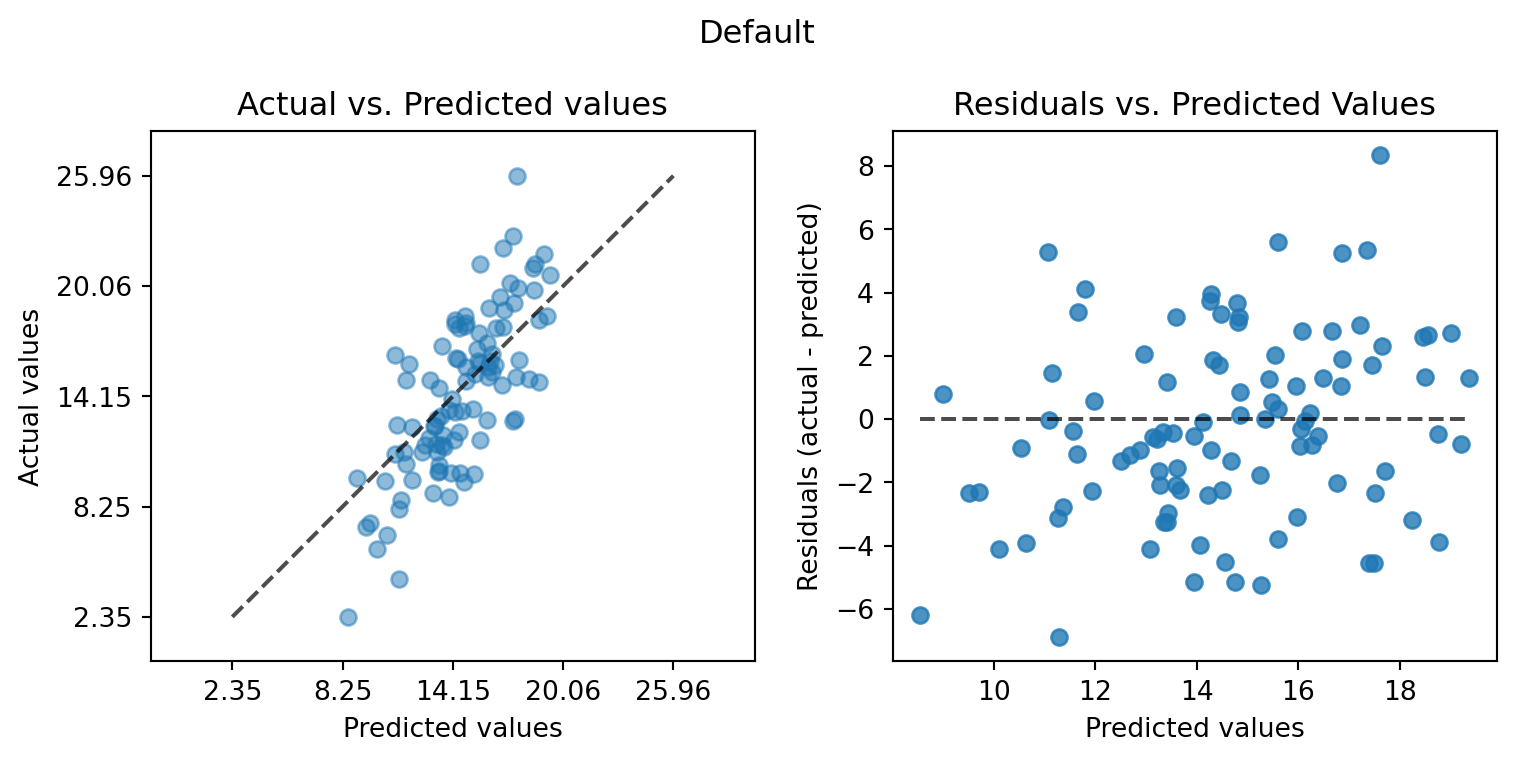 Default
Actual vs. Predicted values
Actual values
25.96
20.06
14.15
8.25
2.35
2.35 8.25 14.15 20.06 25.96
Predicted values
Residuals vs. Predicted Values
Residuals (actual - predicted)
8
6
4
2
0
−2
−4
−6
10 12 14 16 18
Predicted values